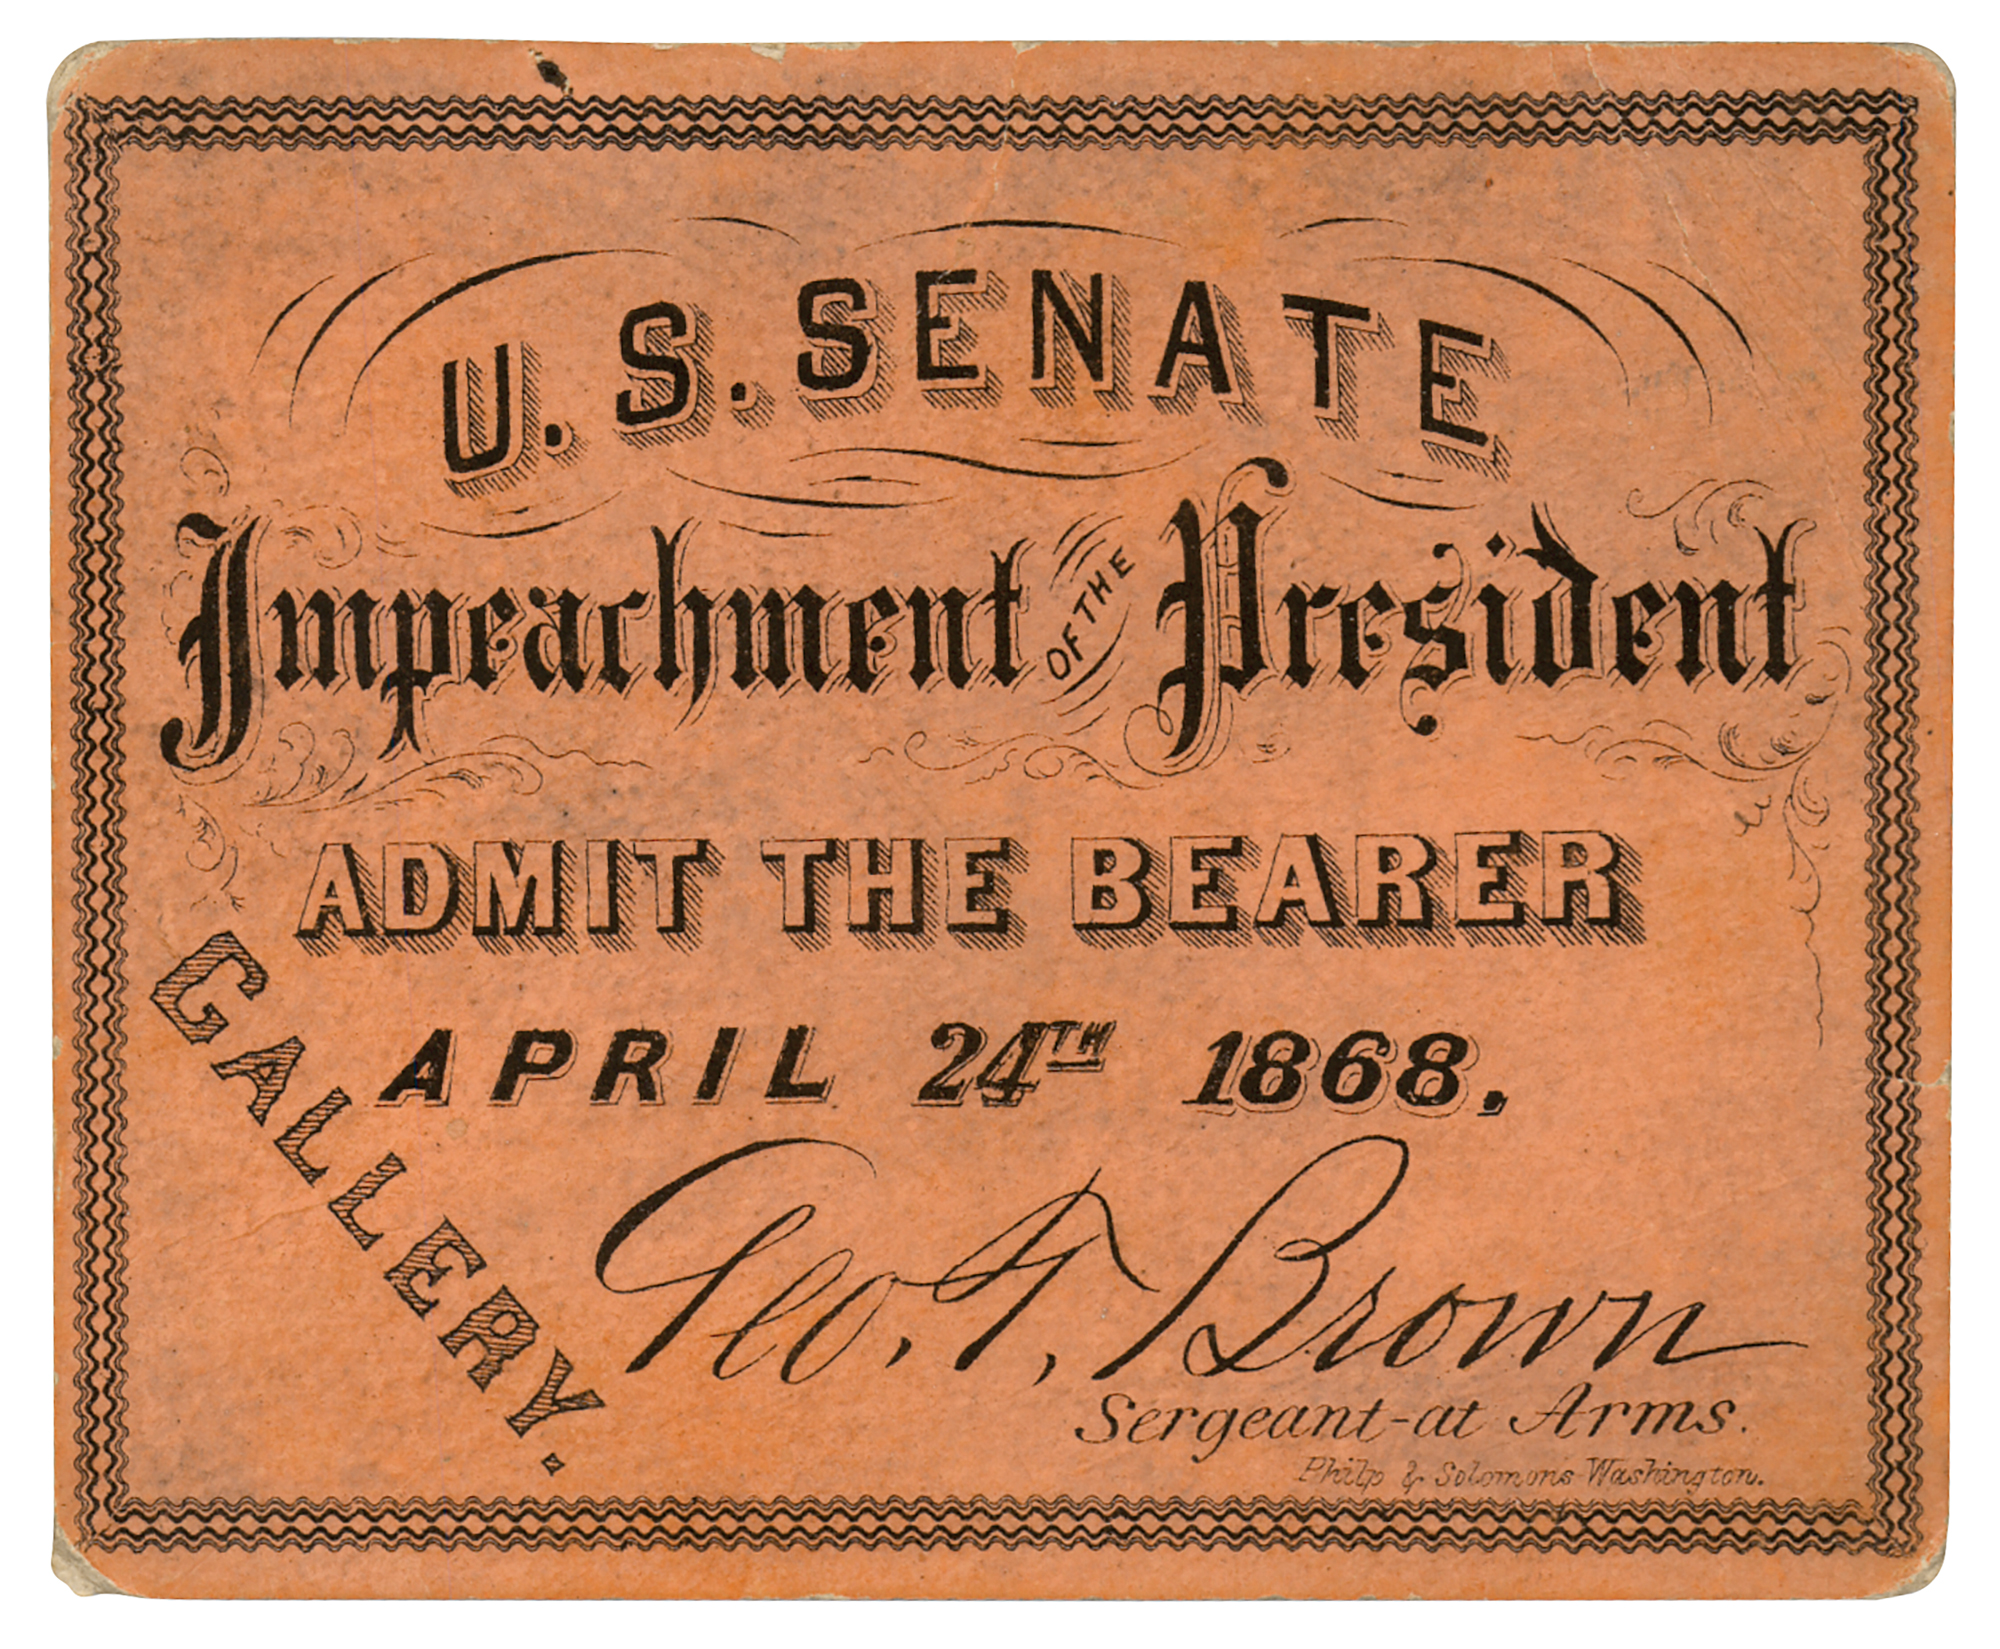 U.S. SENATE
Impeachment OF THE President
ADMIT THE BEARER
GALLERY.
APRIL 24TH 1868.
Geo. T. Brown
Sergeant-at Arms.
Philp & Solomons Washington.